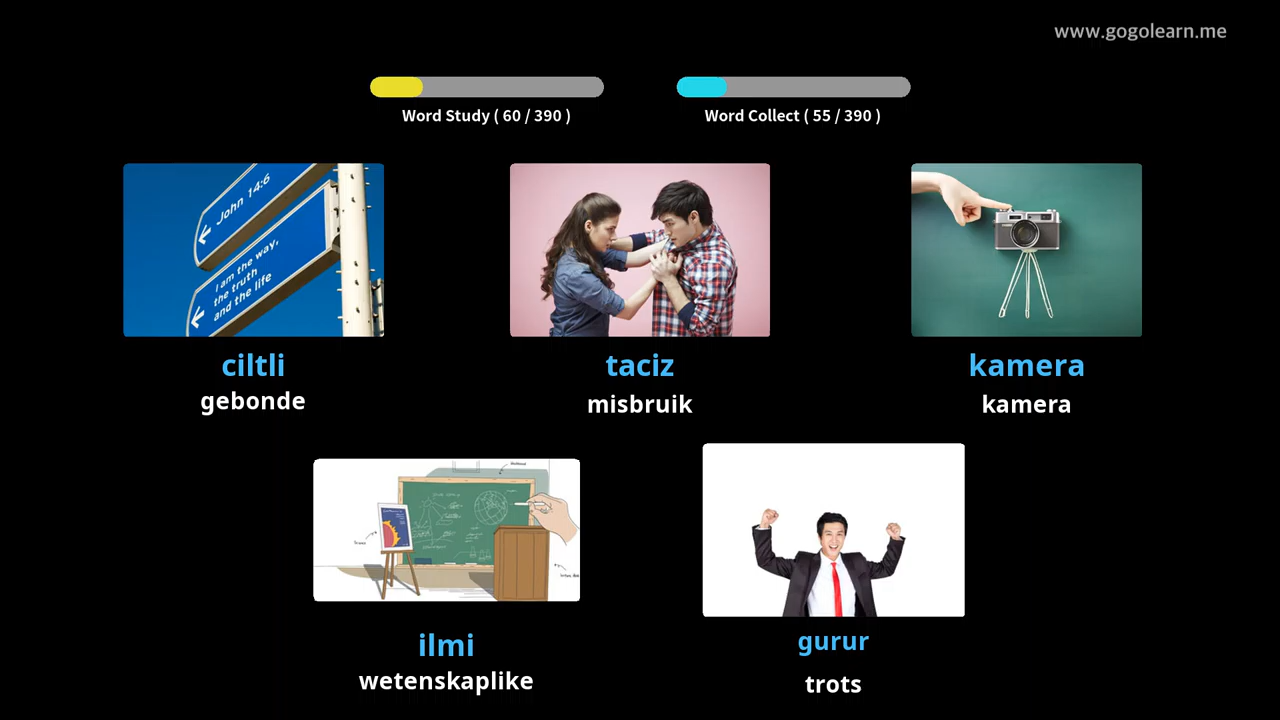 www.gogolearn.me
Word Study ( 60 / 390 )
Word Collect ( 55 / 390 )
John 14:6
I am the way,
the truth
and the life
ciltli
gebonde
taciz
misbruik
kamera
kamera
ilmi
wetenskaplike
gurur
trots